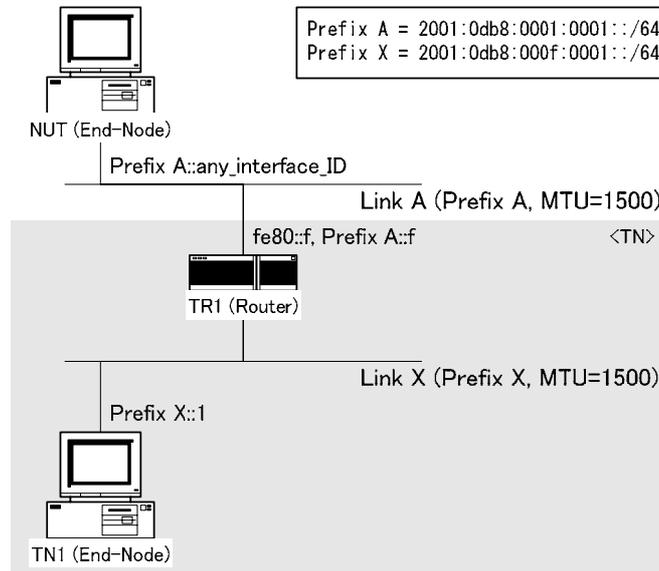 Prefix A = 2001:0db8:0001:0001::/64
Prefix X = 2001:0db8:000f:0001::/64
NUT (End-Node)
Prefix A::any_interface_ID
Link A (Prefix A, MTU=1500)
fe80::f, Prefix A::f
<TN>
TR1 (Router)
Link X (Prefix X, MTU=1500)
Prefix X::1
TN1 (End-Node)